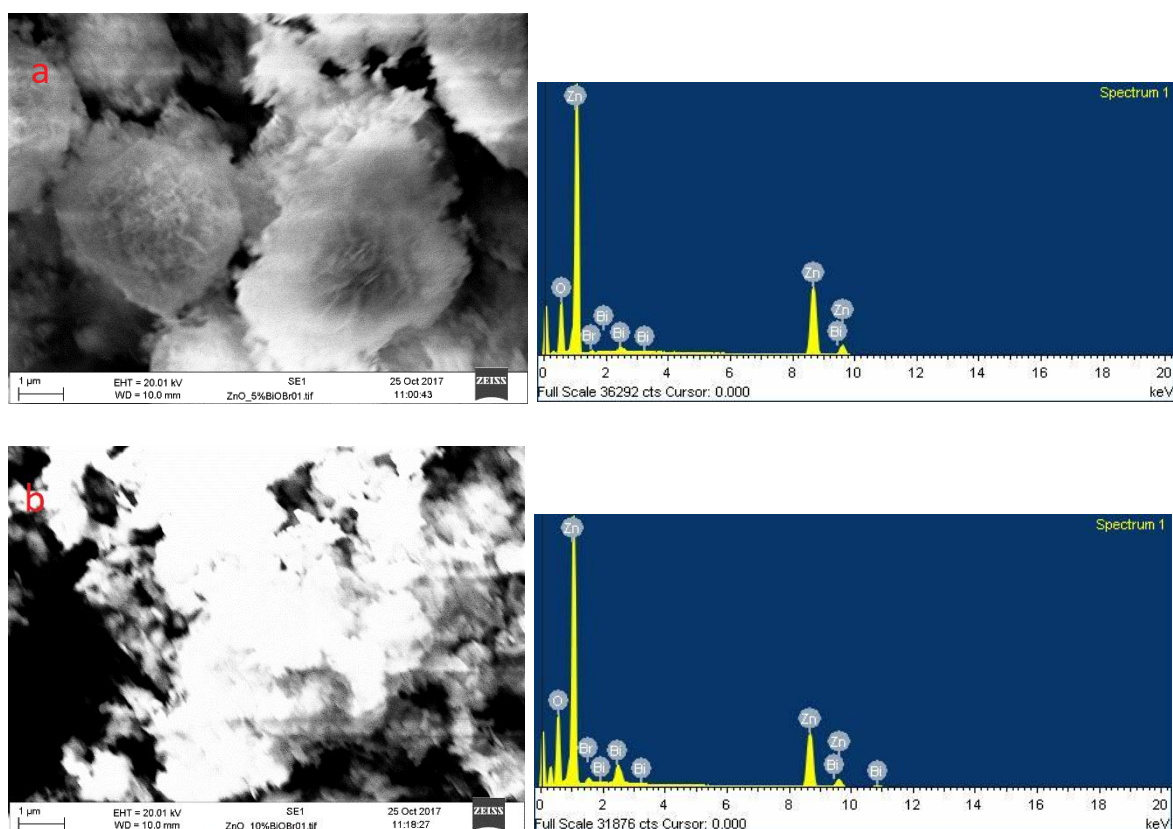 a
1 µm
EHT = 20.01 kV
WD = 10.0 mm
SE1
ZnO_5%BiOBr01.tif
25 Oct 2017
11:00:43
ZEISS
Spectrum 1
Zn
O
Br
Bi
Bi
Bi
Zn
Zn
Bi
0 2 4 6 8 10 12 14 16 18 20
Full Scale 36292 cts Cursor: 0.000 keV
b
1 µm
EHT = 20.01 kV
WD = 10.0 mm
SE1
ZnO_10%BiOBr01.tif
25 Oct 2017
11:18:27
ZEISS
Spectrum 1
Zn
O
Br
Bi
Bi
Bi
Zn
Zn
Bi
Bi
0 2 4 6 8 10 12 14 16 18 20
Full Scale 31876 cts Cursor: 0.000 keV